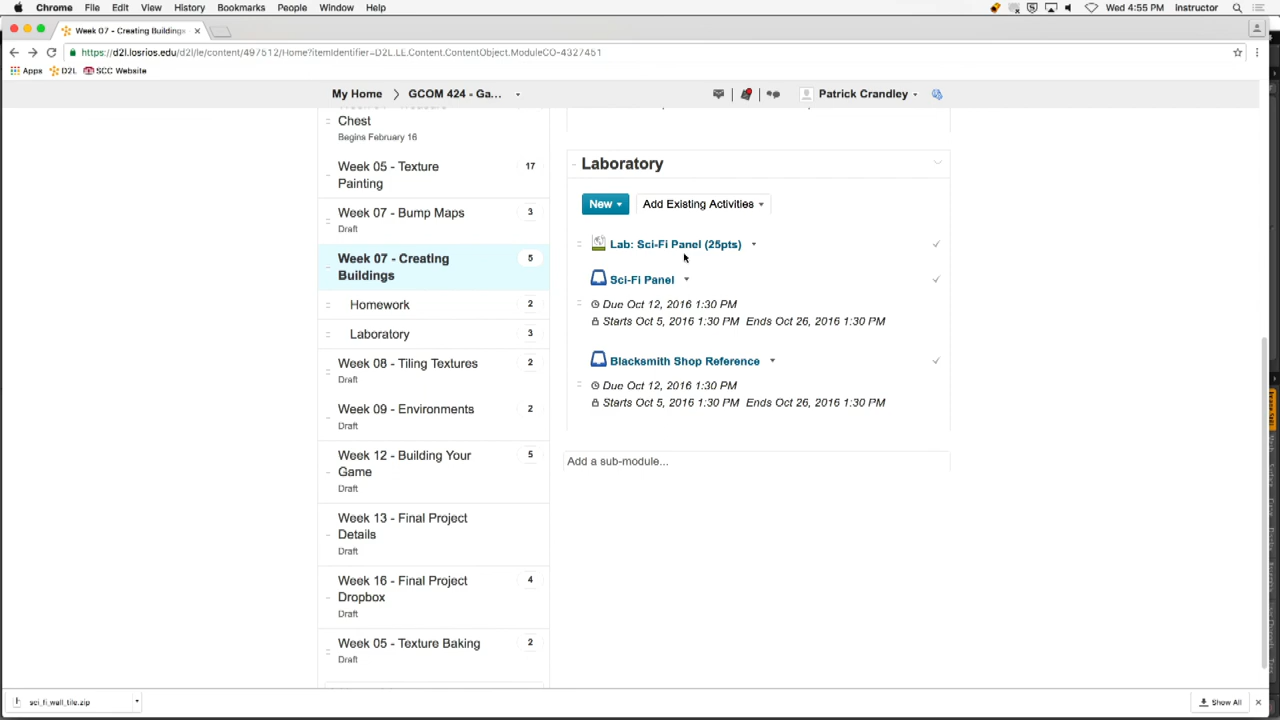 Chrome File Edit View History Bookmarks People Window Help Wed 4:55 PM instructor
Week 07 - Creating Buildings
https://d2l.losrios.edu/d2l/le/content/497512/Home?itemIdentifier=D2L.LE.Content.ContentObject.ModuleCO-4327451
Apps D2L SCC Website
My Home GCOM 424 - Ga... Patrick Crandley
Chest
Begins February 16
Week 05 - Texture
Painting
17
Week 07 - Bump Maps
3
Draft
Week 07 - Creating
Buildings
5
Homework
2
Laboratory
3
Week 08 - Tiling Textures
2
Draft
Week 09 - Environments
2
Draft
Week 12 - Building Your
Game
5
Draft
Week 13 - Final Project
Details
Draft
Week 16 - Final Project
Dropbox
4
Draft
Week 05 - Texture Baking
2
Draft
Laboratory
New Add Existing Activities
Lab: Sci-Fi Panel (25pts)
Sci-Fi Panel
Due Oct 12, 2016 1:30 PM
Starts Oct 5, 2016 1:30 PM Ends Oct 26, 2016 1:30 PM
Blacksmith Shop Reference
Due Oct 12, 2016 1:30 PM
Starts Oct 5, 2016 1:30 PM Ends Oct 26, 2016 1:30 PM
Add a sub-module...
sci_fi_wall_tile.zip
Show All